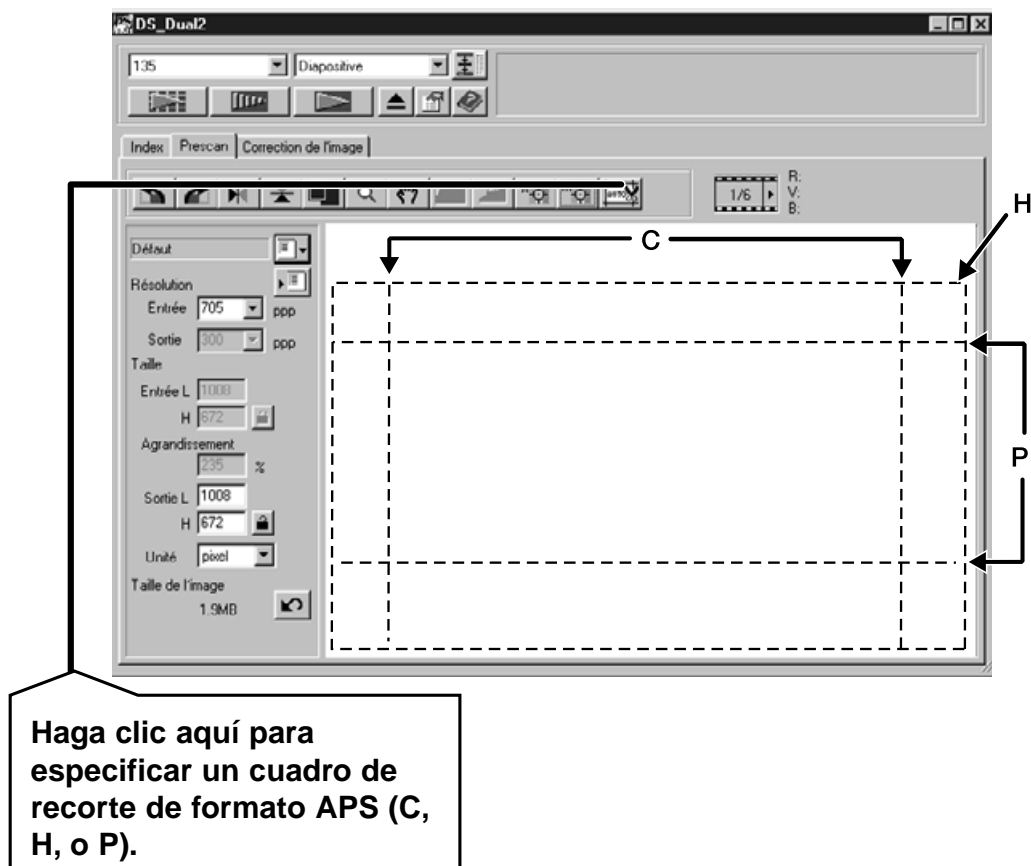 DS_Dual2
135 Diapositive
Index Prescan Correction de l'image
1/6
R:
V:
B:
H
C
P
Défaut
Résolution
Entrée 705 ppp
Sortie 300 ppp
Taille
Entrée L 1008
H 672
Agrandissement
235 %
Sortie L 1008
H 672
Unité pixel
Taille de l'image
1.9MB
Haga clic aquí para
especificar un cuadro de
recorte de formato APS (C,
H, o P).